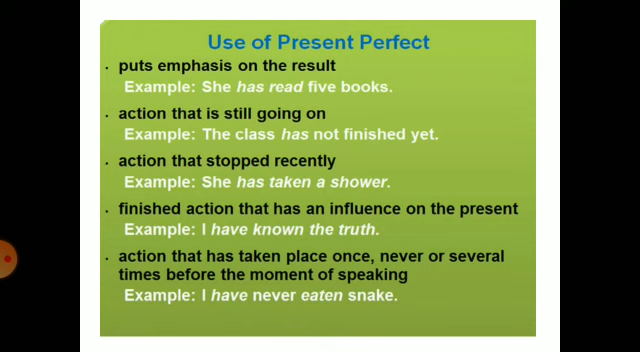 Use of Present Perfect
· puts emphasis on the result
Example: She has read five books.
· action that is still going on
Example: The class has not finished yet.
· action that stopped recently
Example: She has taken a shower.
· finished action that has an influence on the present
Example: I have known the truth.
· action that has taken place once, never or several
times before the moment of speaking
Example: I have never eaten snake.